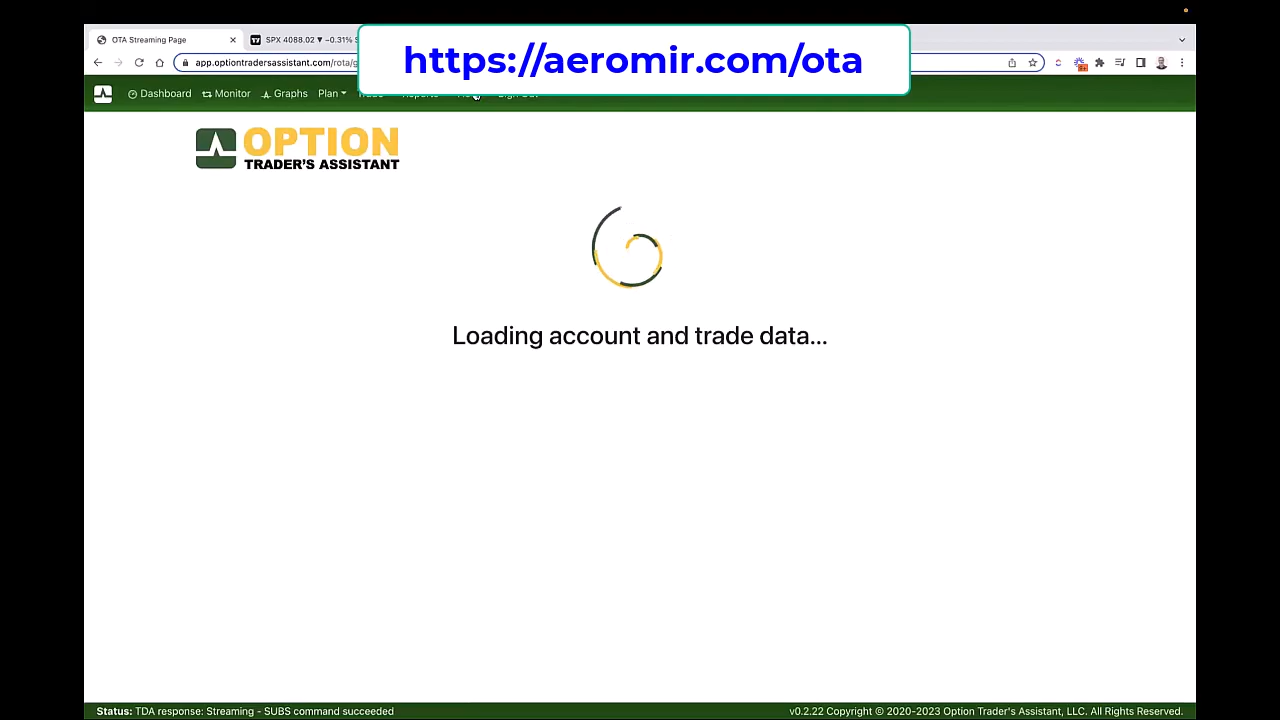 OTA Streaming Page
SPX 4088.02 ▼ −0.31%
https://aeromir.com/ota
app.optiontradersassistant.com/rota/g
Dashboard Monitor Graphs Plan
OPTION
TRADER'S ASSISTANT
Loading account and trade data...
Status: TDA response: Streaming - SUBS command succeeded
v0.2.22 Copyright © 2020-2023 Option Trader's Assistant, LLC. All Rights Reserved.